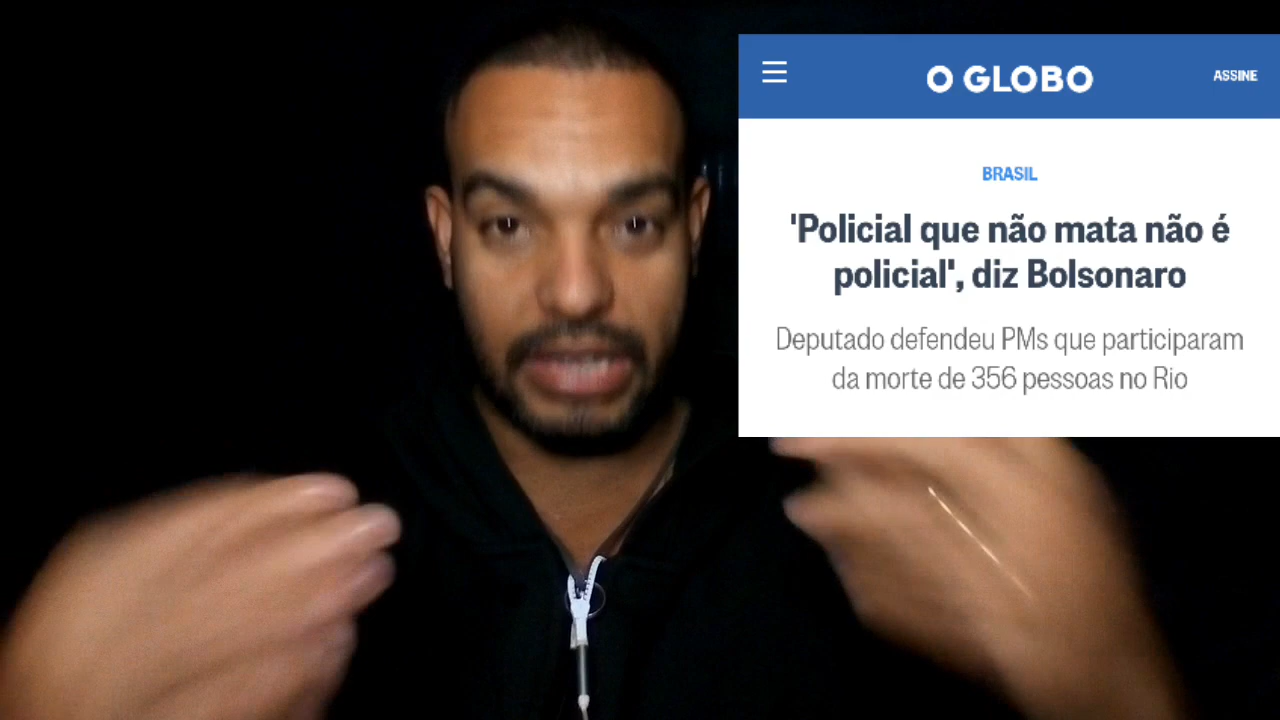 O GLOBO
ASSINE
BRASIL
'Policial que não mata não é
policial', diz Bolsonaro
Deputado defendeu PMs que participaram
da morte de 356 pessoas no Rio